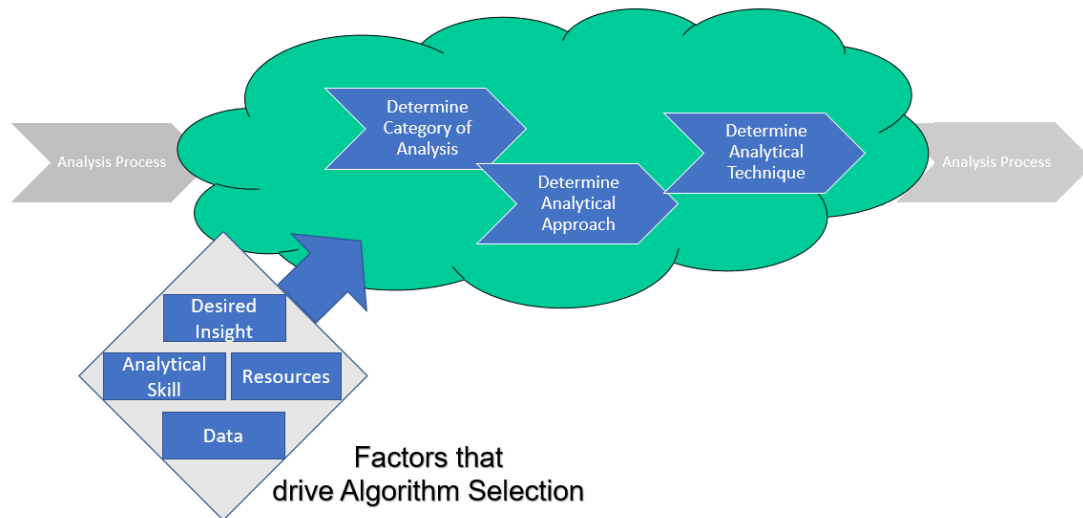 Analysis Process
Determine
Category of
Analysis
Determine
Analytical
Approach
Determine
Analytical
Technique
Analysis Process
Desired
Insight
Analytical
Skill
Resources
Data
Factors that
drive Algorithm Selection